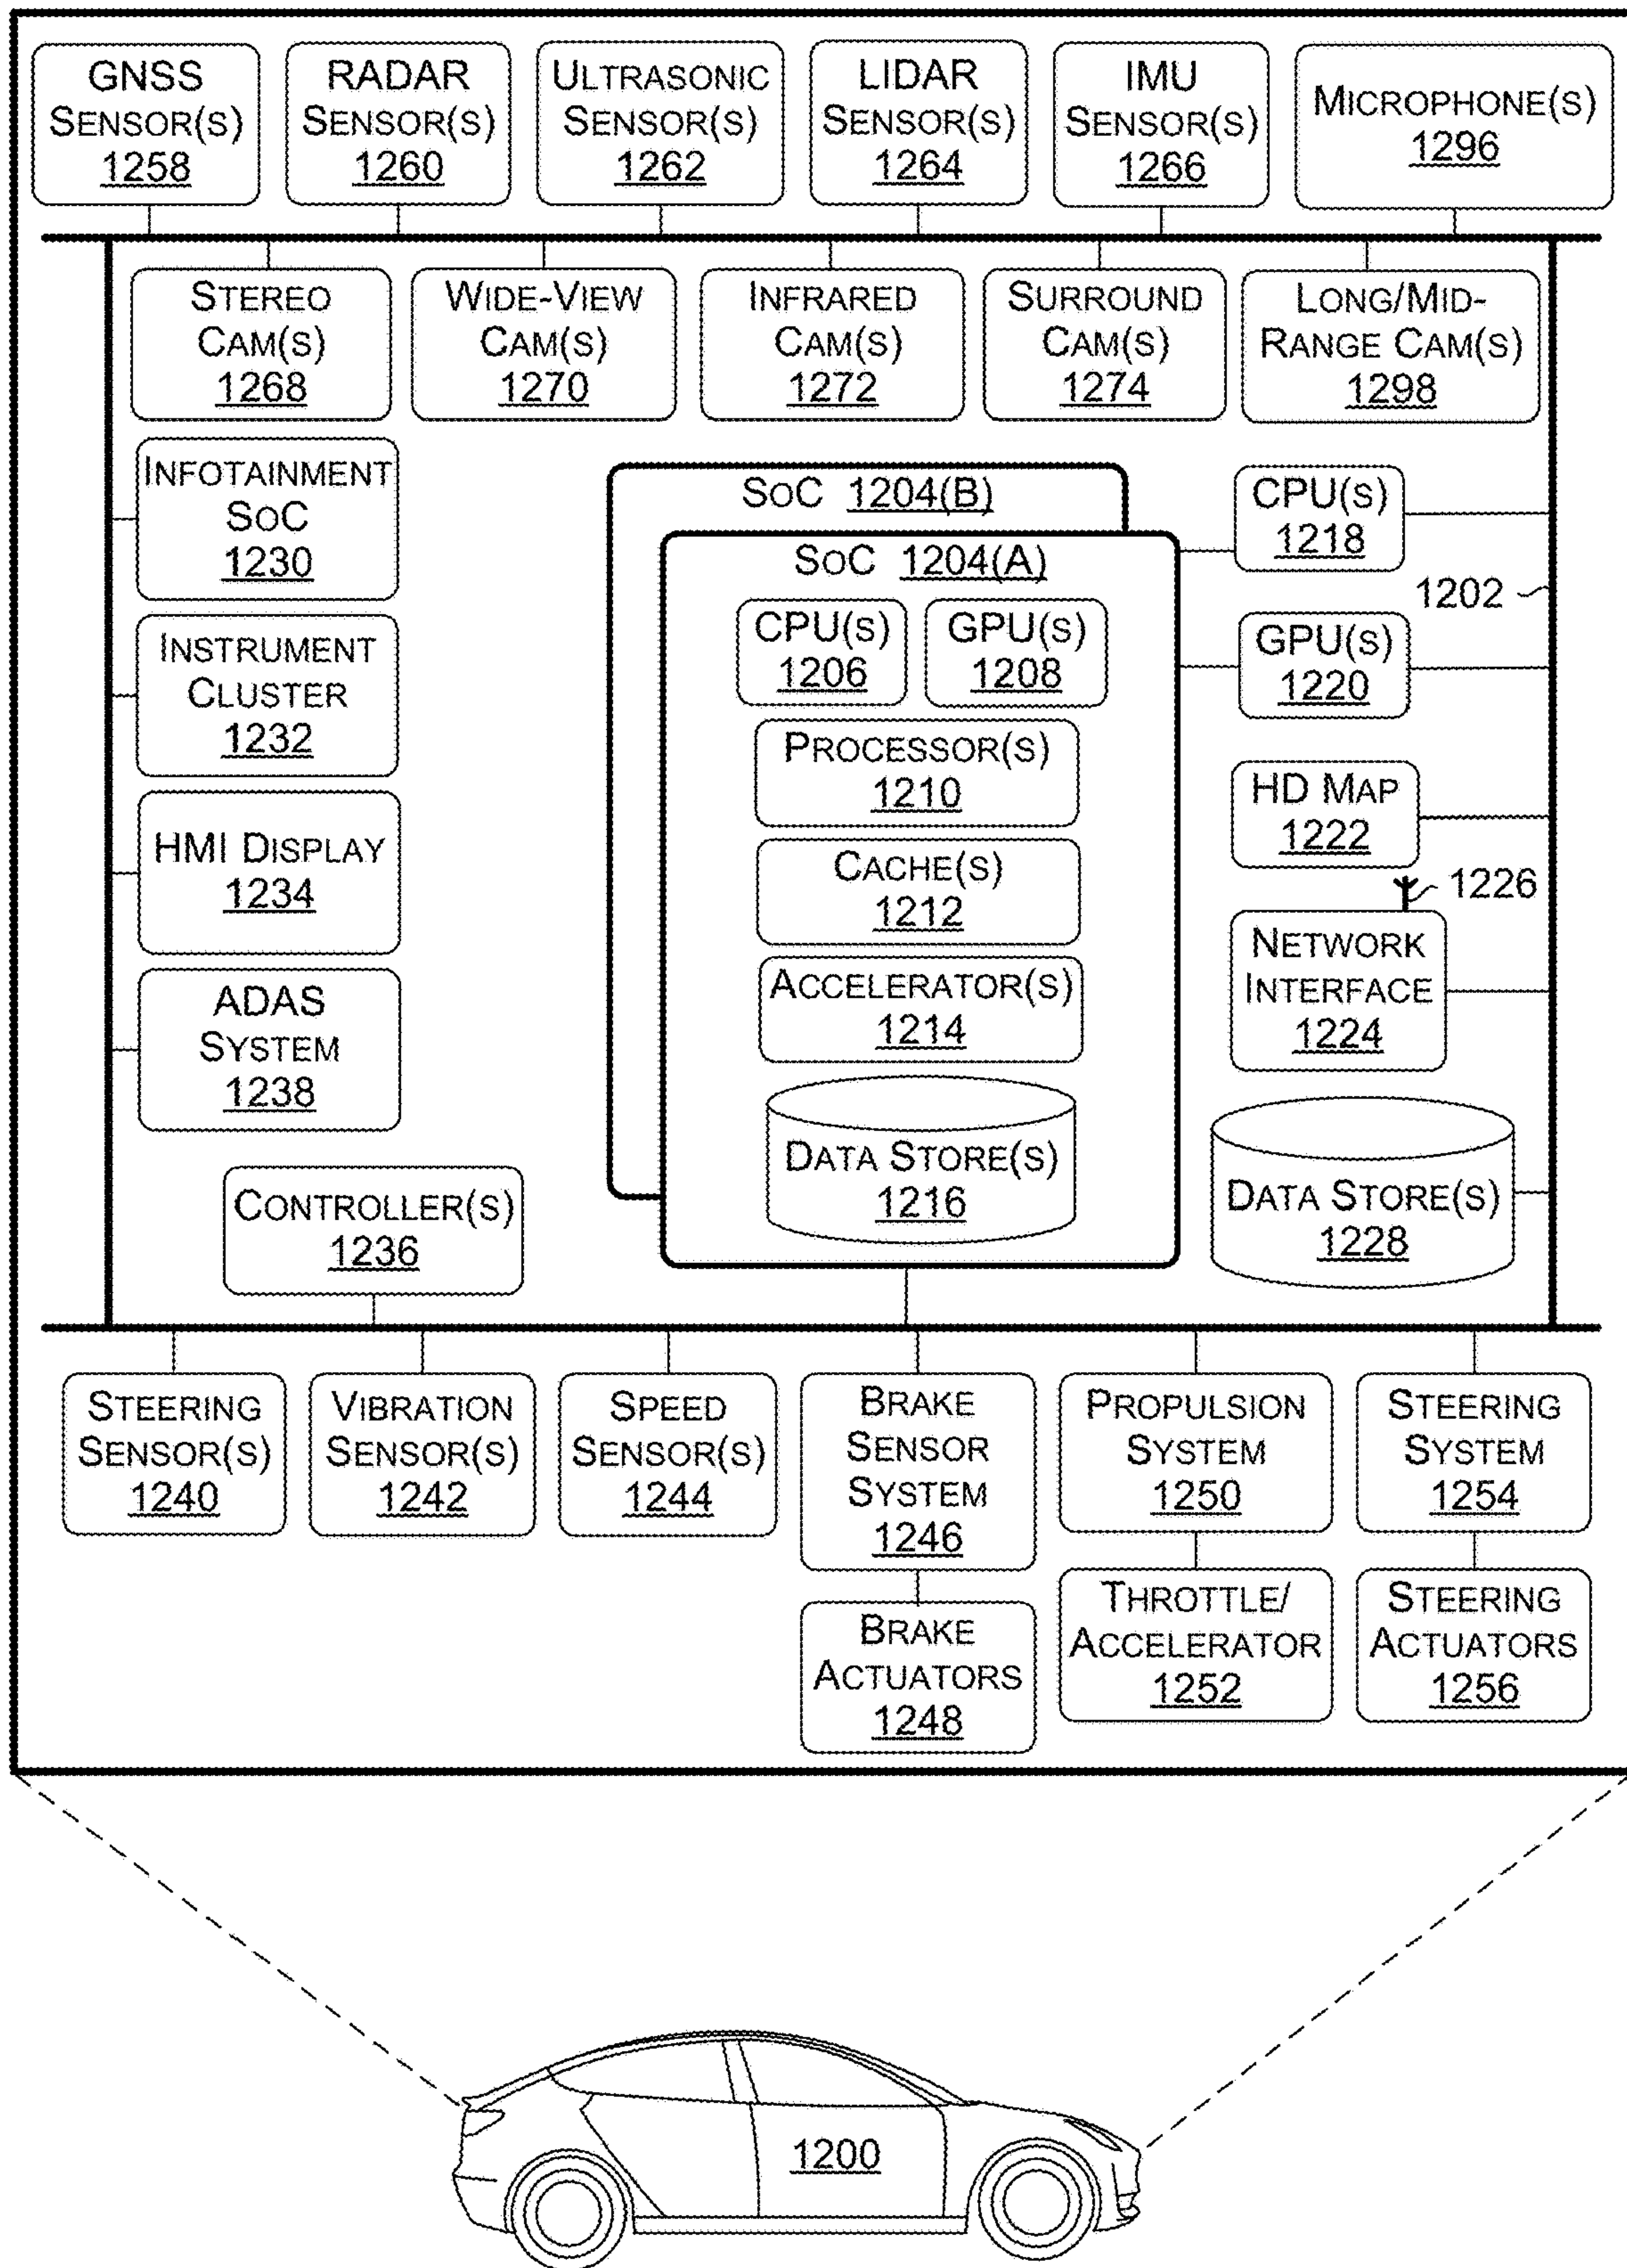 GNSS
SENSOR(S)
1258
RADAR
SENSOR(S)
1260
ULTRASONIC
SENSOR(S)
1262
LIDAR
SENSOR(S)
1264
IMU
SENSOR(S)
1266
MICROPHONE(S)
1296
STEREO
CAM(S)
1268
WIDE-VIEW
CAM(S)
1270
INFRARED
CAM(S)
1272
SURROUND
CAM(S)
1274
LONG/MID-
RANGE CAM(S)
1298
INFOTAINMENT
SOC
1230
INSTRUMENT
CLUSTER
1232
HMI DISPLAY
1234
ADAS
SYSTEM
1238
CONTROLLER(S)
1236
SOC 1204(B)
SOC 1204(A)
CPU(S)
1206
GPU(S)
1208
PROCESSOR(S)
1210
CACHE(S)
1212
ACCELERATOR(S)
1214
DATA STORE(S)
1216
CPU(S)
1218
1202
GPU(S)
1220
HD MAP
1222
1226
NETWORK
INTERFACE
1224
DATA STORE(S)
1228
STEERING
SENSOR(S)
1240
VIBRATION
SENSOR(S)
1242
SPEED
SENSOR(S)
1244
BRAKE
SENSOR
SYSTEM
1246
PROPULSION
SYSTEM
1250
STEERING
SYSTEM
1254
BRAKE
ACTUATORS
1248
THROTTLE/
ACCELERATOR
1252
STEERING
ACTUATORS
1256
1200